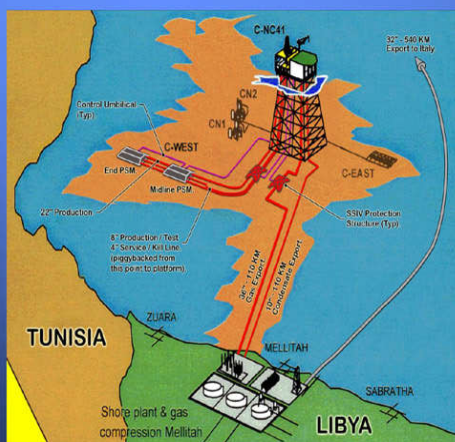 C-NC41
32" - 540 KM
Export to Italy
CN2
CN1
Control Umbilical
(Typ)
C-WEST
C-EAST
End PSM
Midline PSM
SSIV Protection
Structure (Typ)
22" Production
8" Production / Test
4" Service / Kill Line
(piggybacked from
this point to platform).
36" - 110 KM
Gas Export
10" - 110 KM
Condensate Export
ZUARA
TUNISIA
MELLITAH
SABRATHA
Shore plant & gas
compression Mellitah
LIBYA